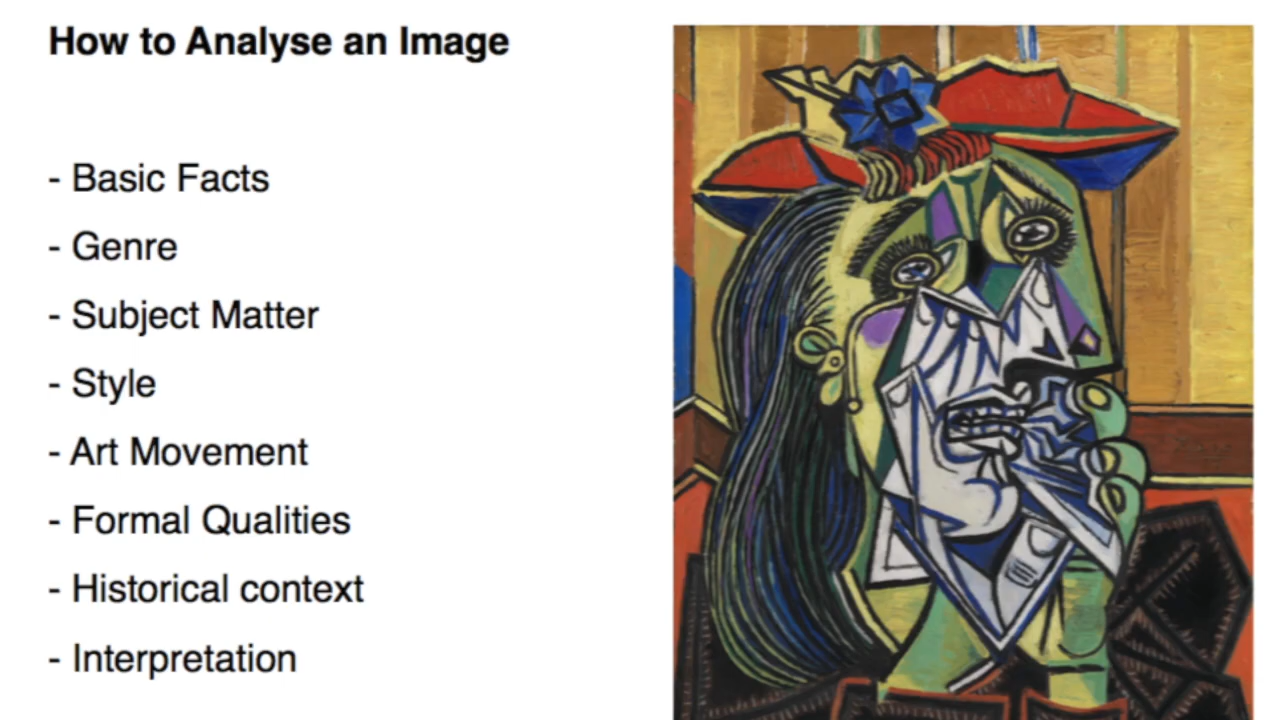 How to Analyse an Image
- Basic Facts
- Genre
- Subject Matter
- Style
- Art Movement
- Formal Qualities
- Historical context
- Interpretation